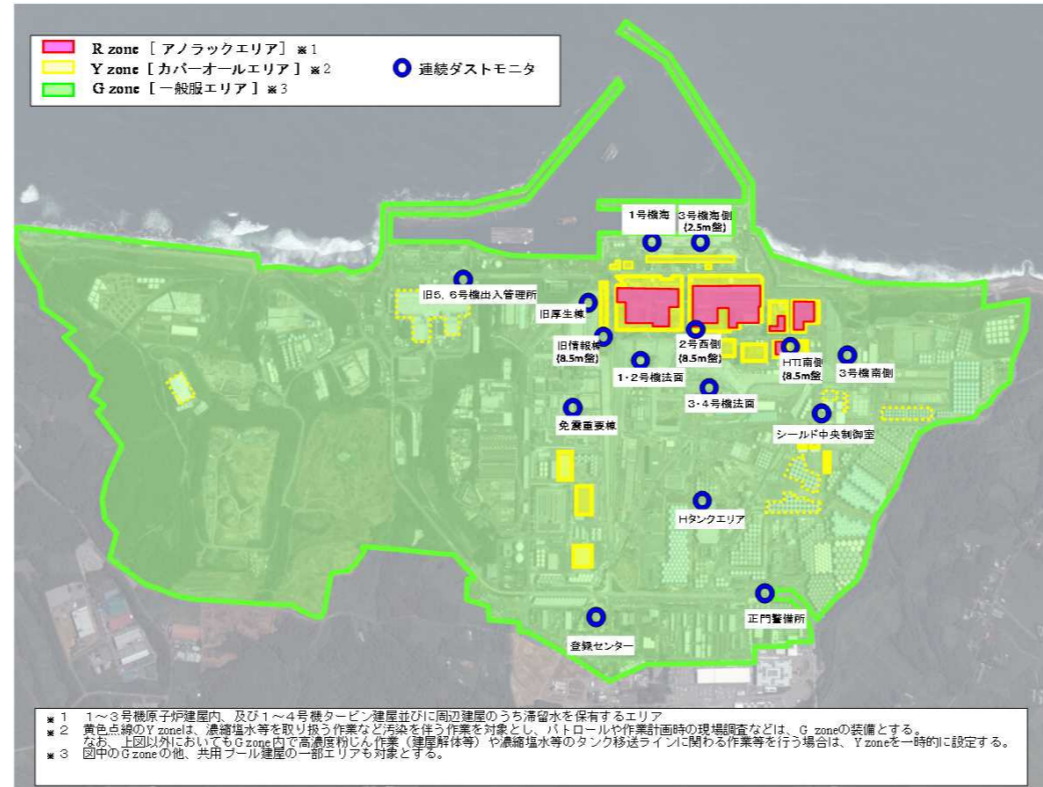 R zone [ アノラックエリア] ※1
Y zone [ カバーオールエリア ] ※2
G zone [ 一般服エリア ] ※3
連続ダストモニタ
1号橋海
3号橋海側
(2.5m盤)
旧5，6号橋出入管理所
旧厚生棟
旧情報棟
(8.5m盤)
2号西側
(8.5m盤)
HTI南側
(8.5m盤)
3号橋南側
1・2号橋法面
3・4号橋法面
免震重要棟
シールド中央制御室
Hタンクエリア
正門警備所
登録センター
※1 1～3号機原子炉建屋内、及び1～4号機タービン建屋並びに周辺建屋のうち滞留水を保有するエリア
※2 黄色点線のY zoneは、濃縮塩水等を取り扱う作業など汚染を伴う作業を対象とし、パトロールや作業計画時の現場調査などは、G zoneの装備とする。
なお、上図以外においてもG zone内で高濃度粉じん作業（建屋解体等）や濃縮塩水等のタンク移送ラインに関わる作業等を行う場合は、Y zoneを一時的に設定する。
※3 図中のG zoneの他、共用プール建屋の一部エリアも対象とする。